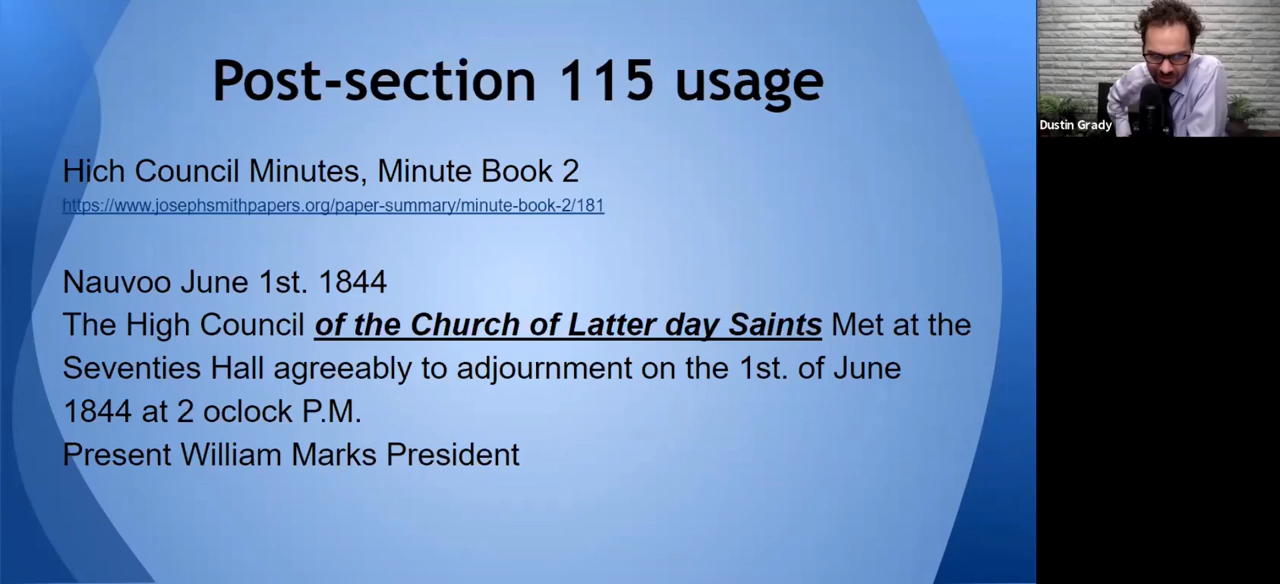 Post-section 115 usage
Hich Council Minutes, Minute Book 2
https://www.josephsmithpapers.org/paper-summary/minute-book-2/181
Nauvoo June 1st. 1844
The High Council of the Church of Latter day Saints Met at the
Seventies Hall agreeably to adjournment on the 1st. of June
1844 at 2 oclock P.M.
Present William Marks President
Dustin Grady